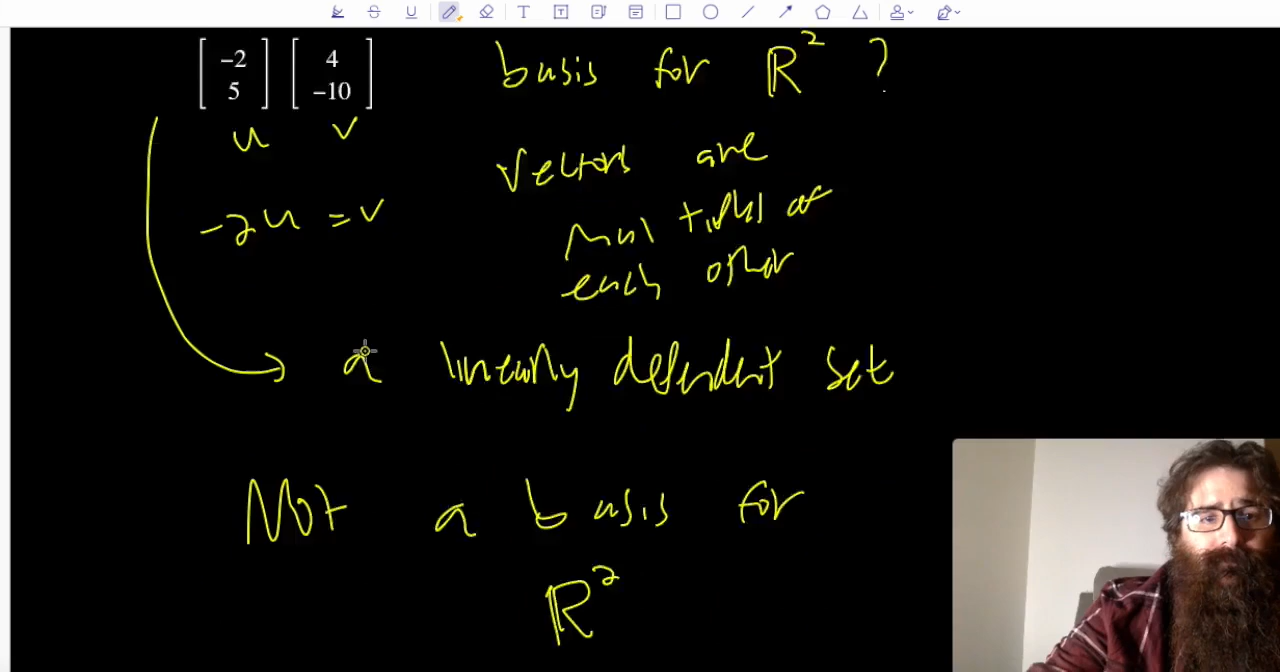 [-2 5] [4 -10] basis for ℝ² ?
u v
vectors are
-2u = v
multiples of
each other
a linearly dependent set
Not a basis for
ℝ²